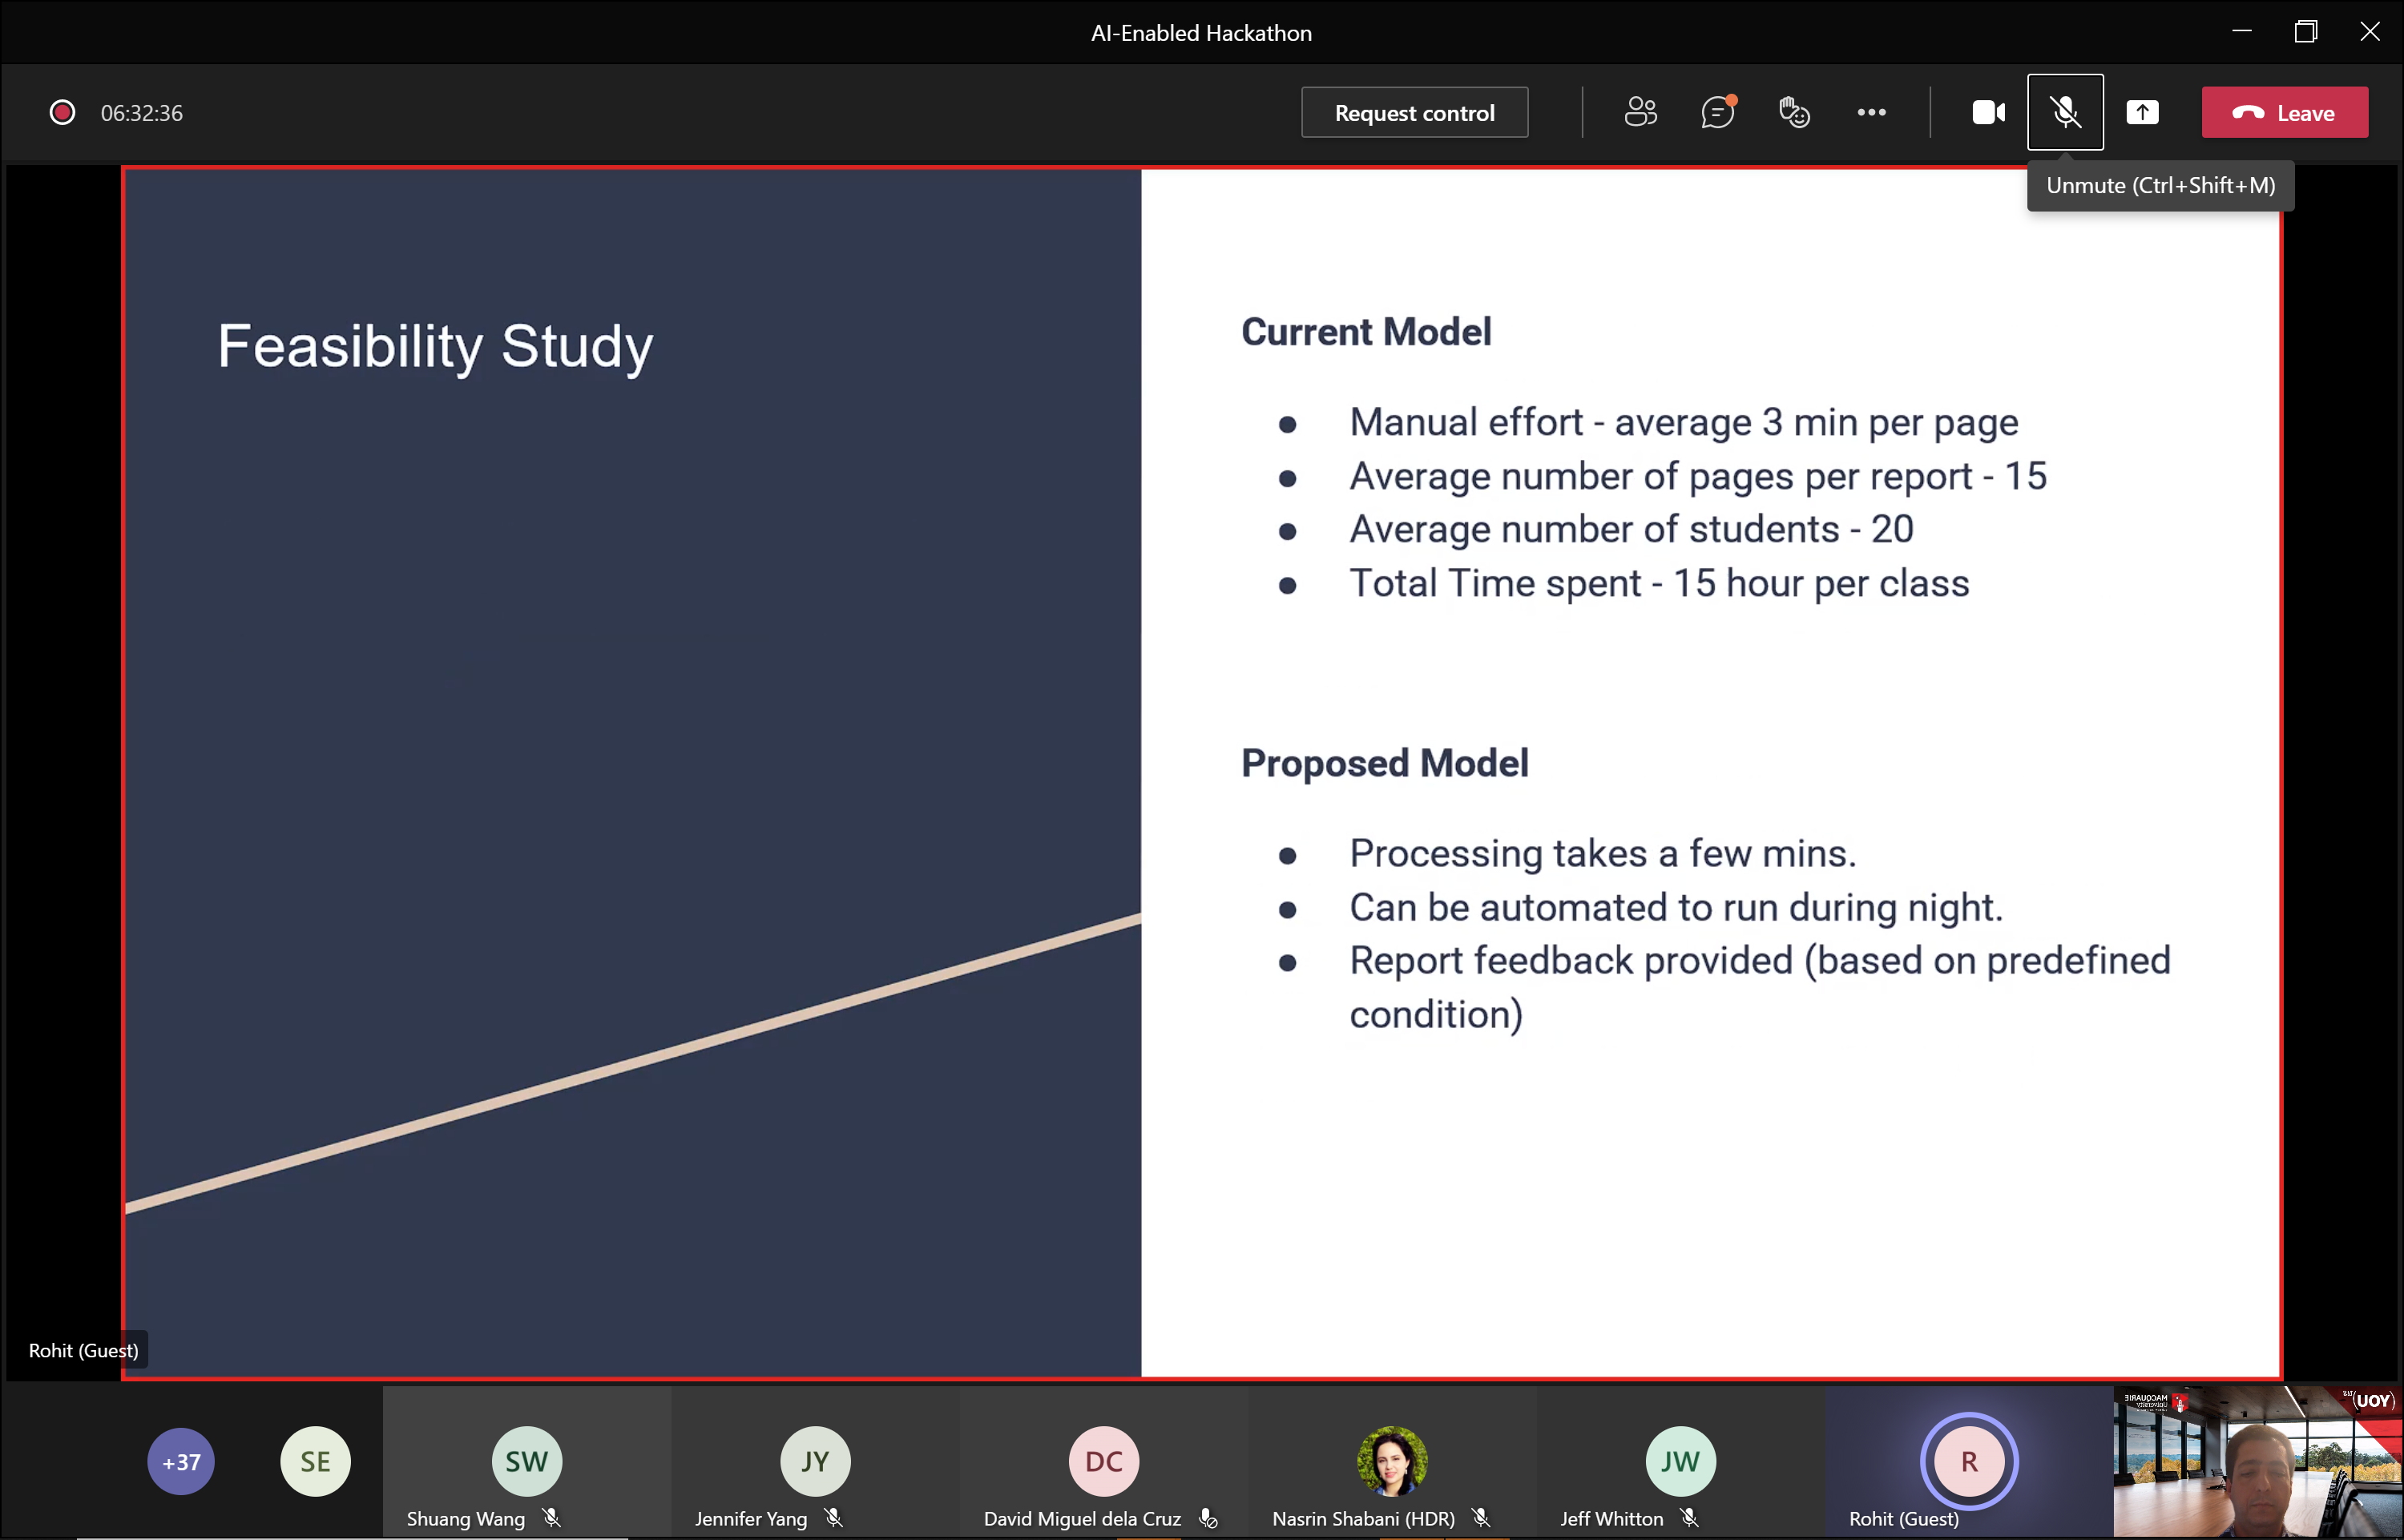 AI-Enabled Hackathon
06:32:36
Request control
Leave
Unmute (Ctrl+Shift+M)
Feasibility Study
Current Model
● Manual effort - average 3 min per page
● Average number of pages per report - 15
● Average number of students - 20
● Total Time spent - 15 hour per class
Proposed Model
● Processing takes a few mins.
● Can be automated to run during night.
● Report feedback provided (based on predefined
condition)
Rohit (Guest)
+37
SE
SW
JY
DC
JW
R
Shuang Wang
Jennifer Yang
David Miguel dela Cruz
Nasrin Shabani (HDR)
Jeff Whitton
Rohit (Guest)
MACQUARIE
University
(YOU)